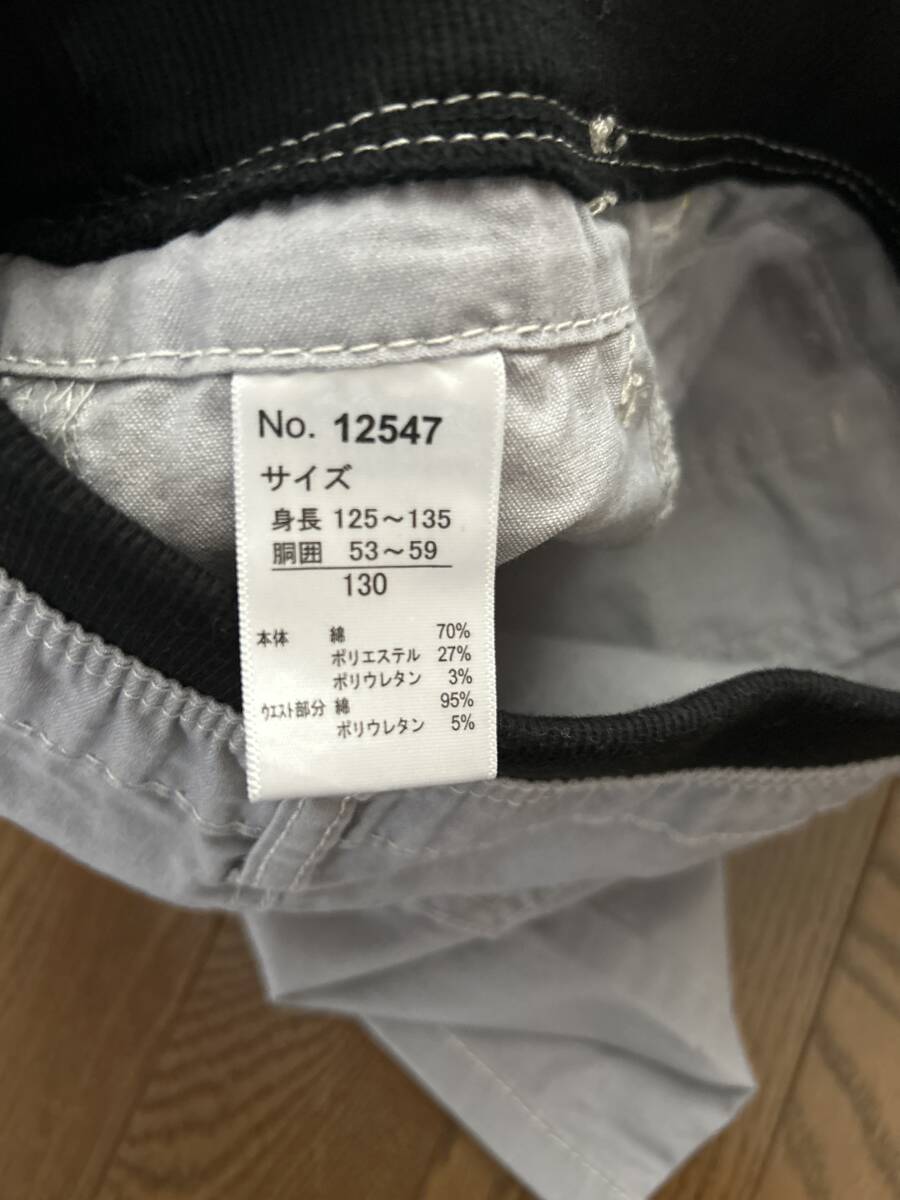 No. 12547
サイズ
身長 125～135
胴囲 53～59
130
本体 綿 70%
ポリエステル 27%
ポリウレタン 3%
ウエスト部分 綿 95%
ポリウレタン 5%